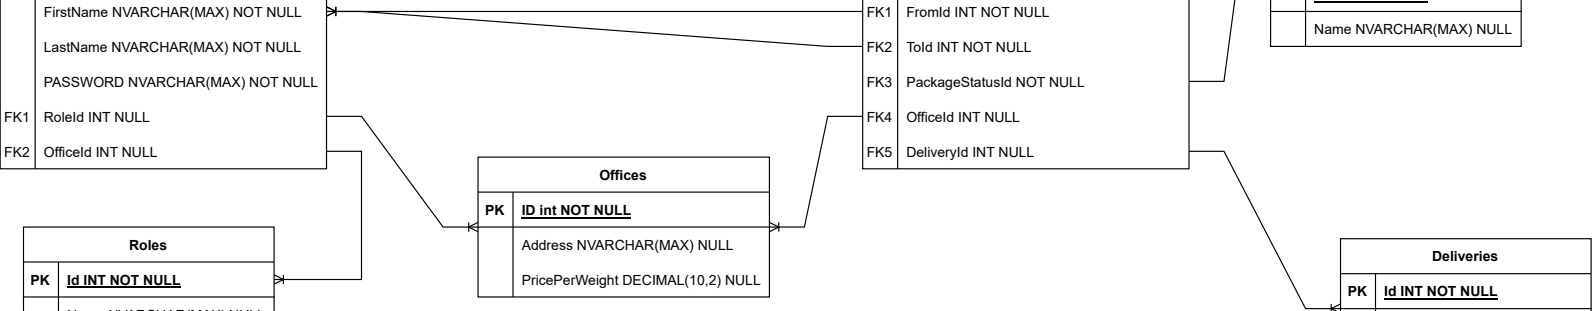 FirstName NVARCHAR(MAX) NOT NULL
LastName NVARCHAR(MAX) NOT NULL
PASSWORD NVARCHAR(MAX) NOT NULL
FK1 RoleId INT NULL
FK2 OfficeId INT NULL
Roles
PK Id INT NOT NULL
Offices
PK ID int NOT NULL
Address NVARCHAR(MAX) NULL
PricePerWeight DECIMAL(10,2) NULL
FK1 FromId INT NOT NULL
FK2 ToId INT NOT NULL
FK3 PackageStatusId NOT NULL
FK4 OfficeId INT NULL
FK5 DeliveryId INT NULL
Name NVARCHAR(MAX) NULL
Deliveries
PK Id INT NOT NULL